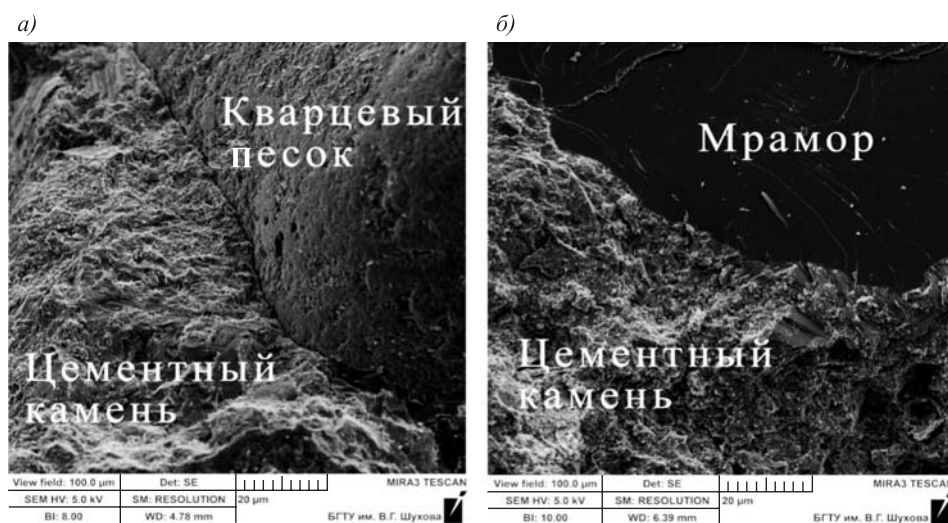 а)
Кварцевый
песок
Цементный
камень
View field: 100.0 µm Det: SE MIRA3 TESCAN
SEM HV: 5.0 kV SM: RESOLUTION 20 µm
BI: 8.00 WD: 4.78 mm БГТУ им. В.Г. Шухова
б)
Мрамор
Цементный
камень
View field: 100.0 µm Det: SE MIRA3 TESCAN
SEM HV: 5.0 kV SM: RESOLUTION 20 µm
BI: 10.00 WD: 6.39 mm БГТУ им. В.Г. Шухова